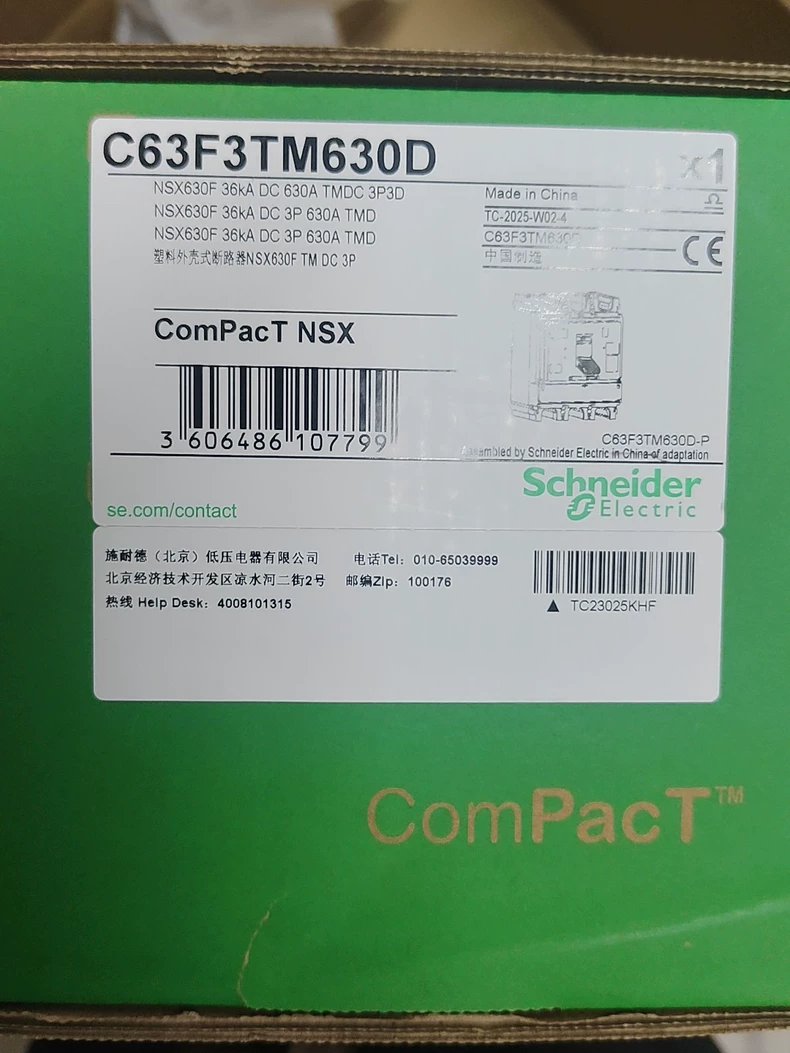 C63F3TM630D
x1
NSX630F 36kA DC 630A TMDC 3P3D
NSX630F 36kA DC 3P 630A TMD
NSX630F 36kA DC 3P 630A TMD
塑料外壳式断路器NSX630F TM DC 3P
Made in China
TC-2025-W02-4
C63F3TM630D
中国制造
CE
ComPacT NSX
3 606486 107799
C63F3TM630D-P
Assembled by Schneider Electric in China of adaptation
se.com/contact
Schneider
Electric
施耐德（北京）低压电器有限公司 电话Tel: 010-65039999
北京经济技术开发区凉水河二街2号 邮编Zip: 100176
热线 Help Desk: 4008101315
▲ TC23025KHF
ComPacT™